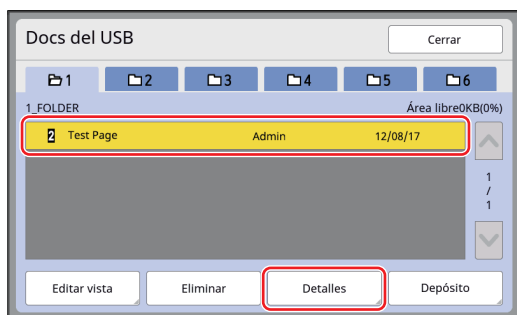 Docs del USB
Cerrar
1 2 3 4 5 6
1_FOLDER Área libre0KB(0%)
2 Test Page Admin 12/08/17
1
/
1
Editar vista Eliminar Detalles Depósito